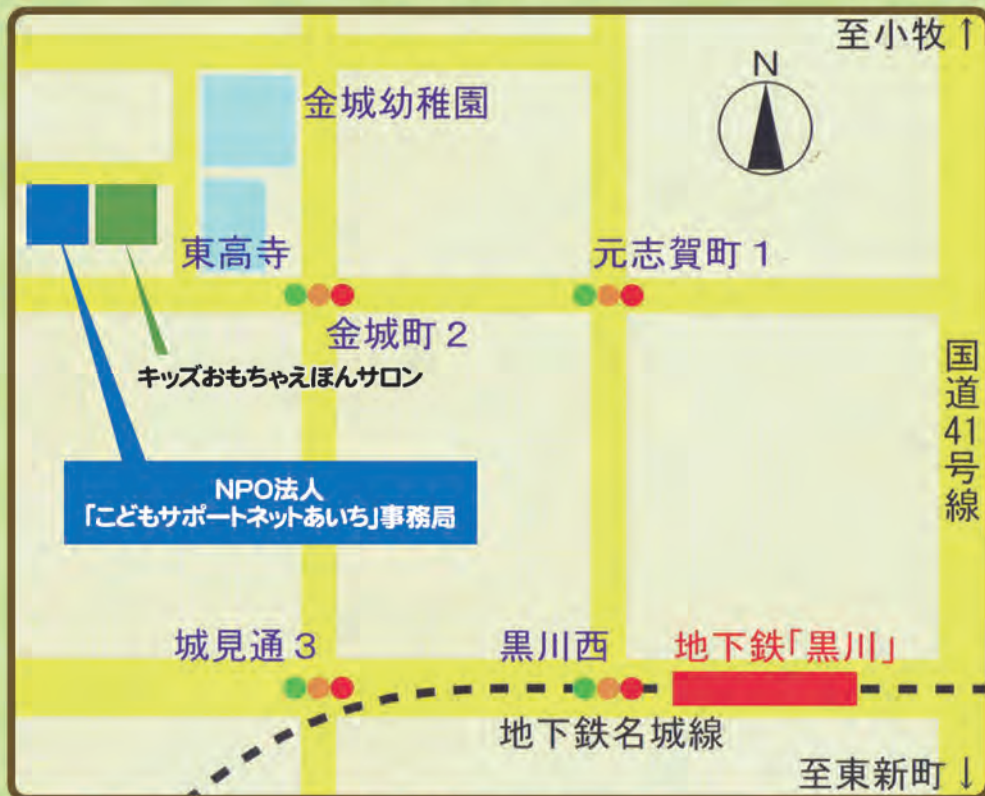 至小牧↑
N
金城幼稚園
東高寺
元志賀町1
金城町2
キッズおもちゃえほんサロン
国道41号線
NPO法人
「こどもサポートネットあいち」事務局
城見通3
黒川西
地下鉄「黒川」
地下鉄名城線
至東新町↓